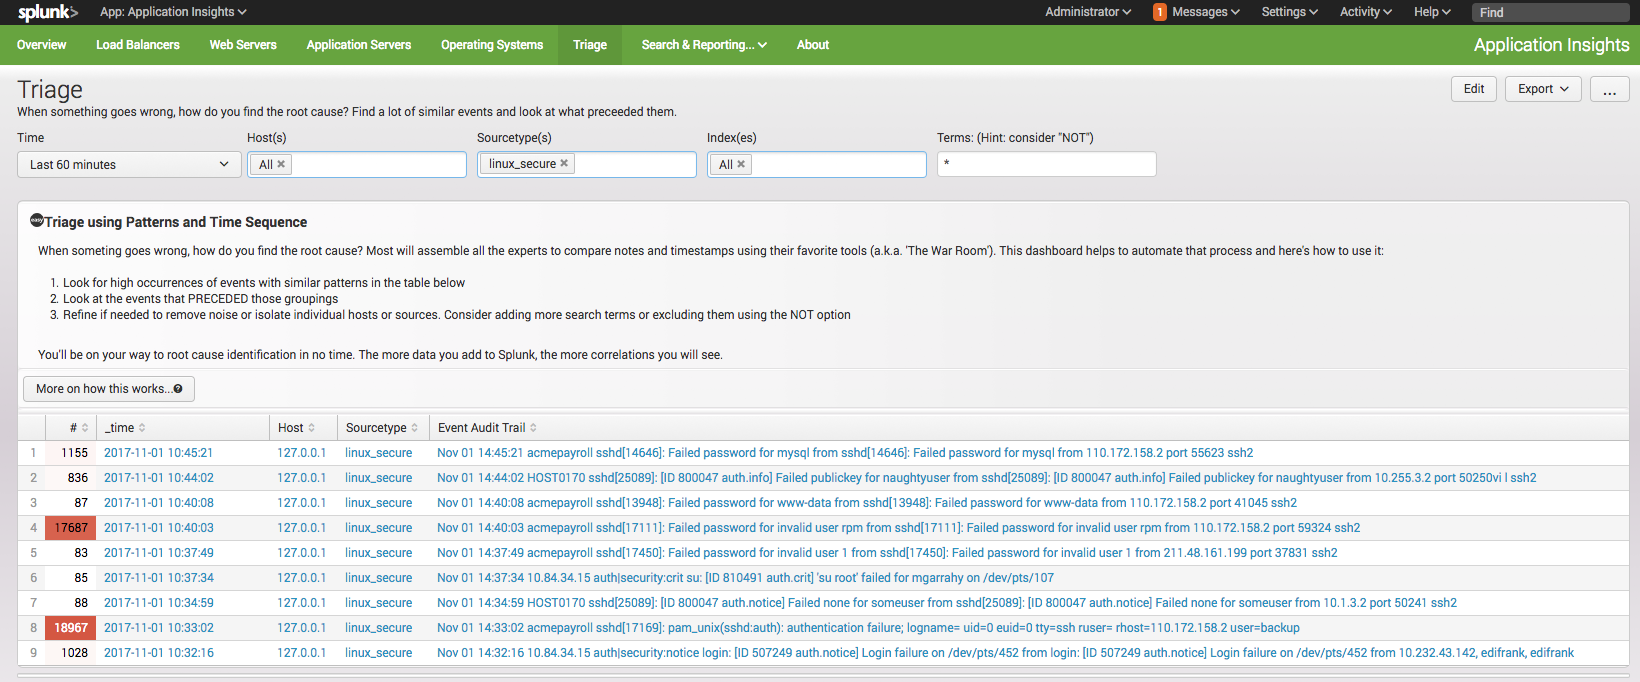 splunk> App: Application Insights Administrator 1 Messages Settings Activity Help Find
Overview Load Balancers Web Servers Application Servers Operating Systems Triage Search & Reporting... About Application Insights
Triage Edit Export ...
When something goes wrong, how do you find the root cause? Find a lot of similar events and look at what preceeded them.
Time Host(s) Sourcetype(s) Index(es) Terms: (Hint: consider "NOT")
Last 60 minutes All × linux_secure × All × *
easy Triage using Patterns and Time Sequence
When someting goes wrong, how do you find the root cause? Most will assemble all the experts to compare notes and timestamps using their favorite tools (a.k.a. 'The War Room'). This dashboard helps to automate that process and here's how to use it:
1. Look for high occurrences of events with similar patterns in the table below
2. Look at the events that PRECEDED those groupings
3. Refine if needed to remove noise or isolate individual hosts or sources. Consider adding more search terms or excluding them using the NOT option
You'll be on your way to root cause identification in no time. The more data you add to Splunk, the more correlations you will see.
More on how this works...?
# _time Host Sourcetype Event Audit Trail
1 1155 2017-11-01 10:45:21 127.0.0.1 linux_secure Nov 01 14:45:21 acmepayroll sshd[14646]: Failed password for mysql from sshd[14646]: Failed password for mysql from 110.172.158.2 port 55623 ssh2
2 836 2017-11-01 10:44:02 127.0.0.1 linux_secure Nov 01 14:44:02 HOST0170 sshd[25089]: [ID 800047 auth.info] Failed publickey for naughtyuser from sshd[25089]: [ID 800047 auth.info] Failed publickey for naughtyuser from 10.255.3.2 port 50250vi l ssh2
3 87 2017-11-01 10:40:08 127.0.0.1 linux_secure Nov 01 14:40:08 acmepayroll sshd[13948]: Failed password for www-data from sshd[13948]: Failed password for www-data from 110.172.158.2 port 41045 ssh2
4 17687 2017-11-01 10:40:03 127.0.0.1 linux_secure Nov 01 14:40:03 acmepayroll sshd[17111]: Failed password for invalid user rpm from sshd[17111]: Failed password for invalid user rpm from 110.172.158.2 port 59324 ssh2
5 83 2017-11-01 10:37:49 127.0.0.1 linux_secure Nov 01 14:37:49 acmepayroll sshd[17450]: Failed password for invalid user 1 from sshd[17450]: Failed password for invalid user 1 from 211.48.161.199 port 37831 ssh2
6 85 2017-11-01 10:37:34 127.0.0.1 linux_secure Nov 01 14:37:34 10.84.34.15 auth|security:crit su: [ID 810491 auth.crit] 'su root' failed for mgarrahy on /dev/pts/107
7 88 2017-11-01 10:34:59 127.0.0.1 linux_secure Nov 01 14:34:59 HOST0170 sshd[25089]: [ID 800047 auth.notice] Failed none for someuser from sshd[25089]: [ID 800047 auth.notice] Failed none for someuser from 10.1.3.2 port 50241 ssh2
8 18967 2017-11-01 10:33:02 127.0.0.1 linux_secure Nov 01 14:33:02 acmepayroll sshd[17169]: pam_unix(sshd:auth): authentication failure; logname= uid=0 euid=0 tty=ssh ruser= rhost=110.172.158.2 user=backup
9 1028 2017-11-01 10:32:16 127.0.0.1 linux_secure Nov 01 14:32:16 10.84.34.15 auth|security:notice login: [ID 507249 auth.notice] Login failure on /dev/pts/452 from login: [ID 507249 auth.notice] Login failure on /dev/pts/452 from 10.232.43.142, edifrank, edifrank